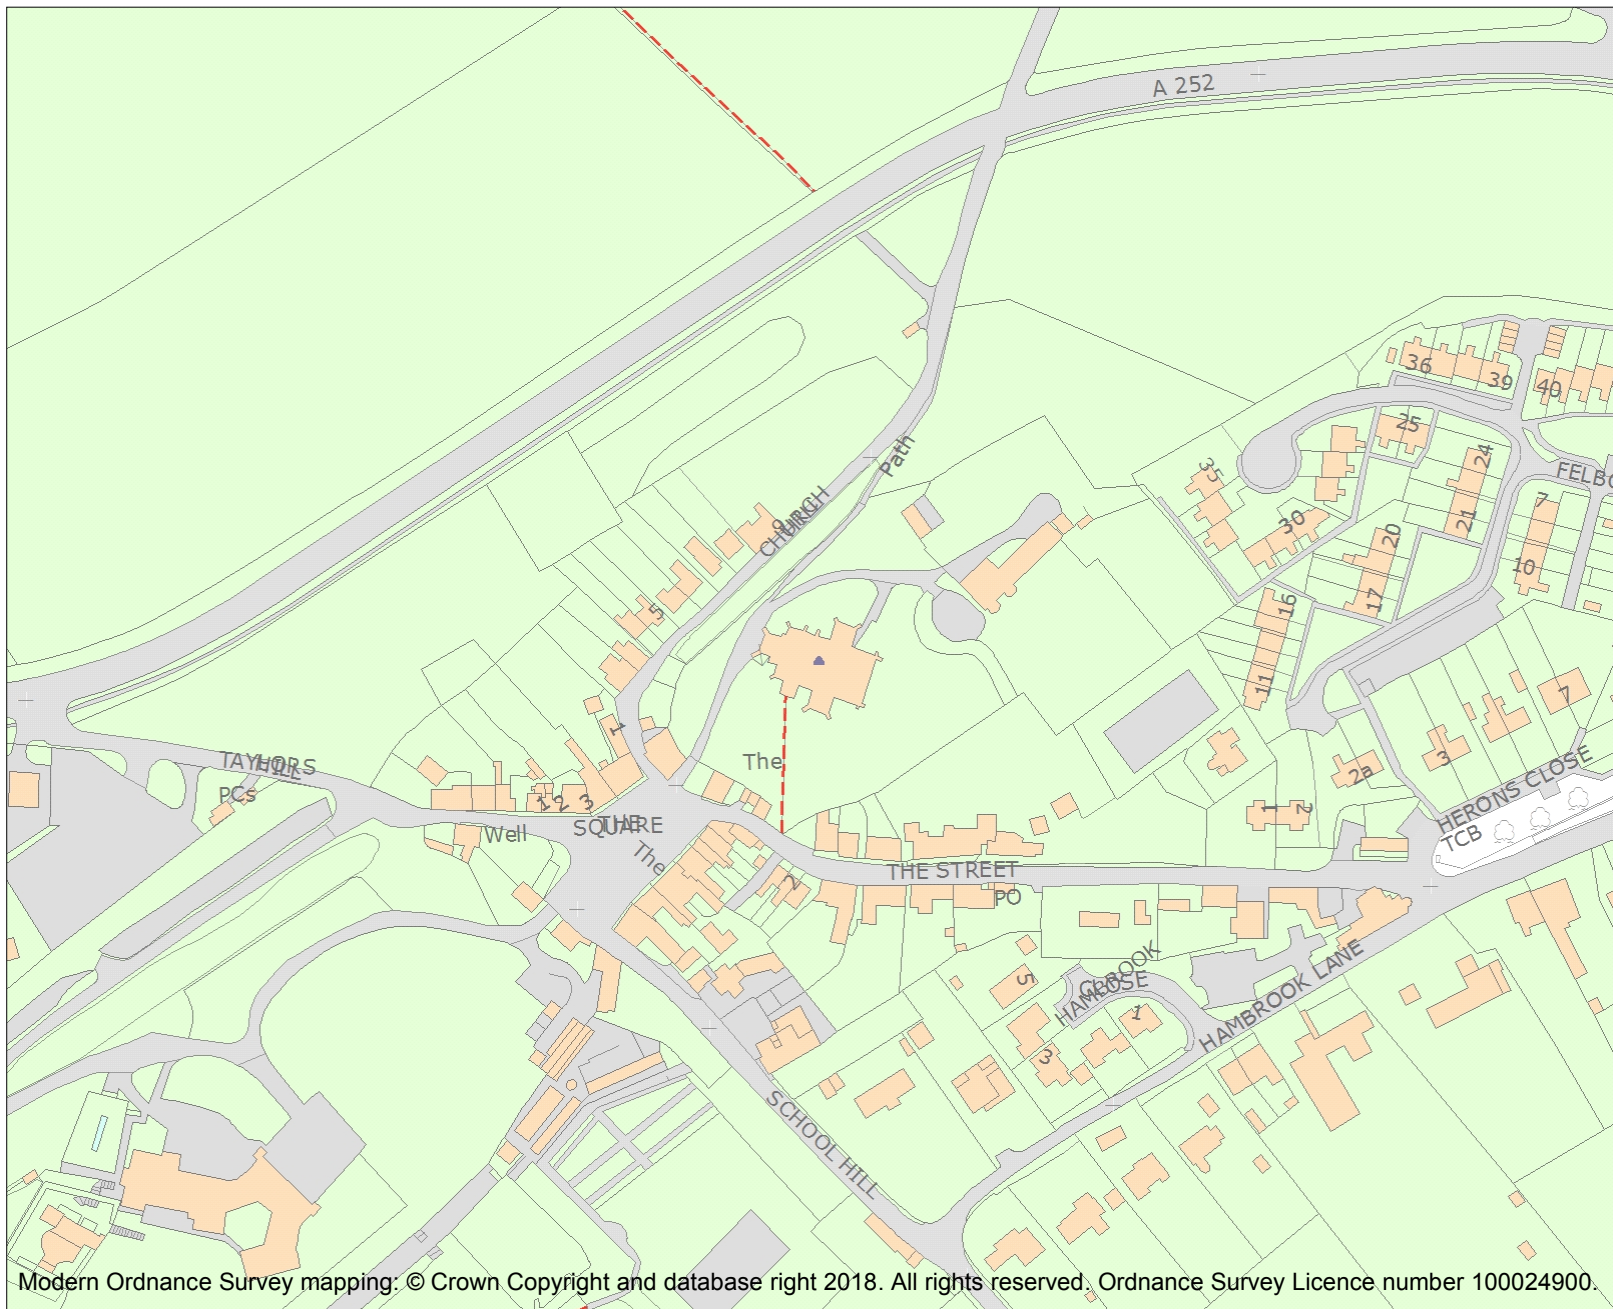 A 252
36
39
40
25
24
FELBO
35
Path
CHURCH
9
21
7
30
20
10
5
17
16
11
7
1
The
3
2a
HERONS CLOSE
TAYLORS
HILL
PCs
1 2 3
1
2
TCB
Well
THE
SQUARE
The
THE STREET
2
PO
HAMBROOK
CLOSE
5
1
3
HAMBROOK LANE
SCHOOL HILL
Modern Ordnance Survey mapping: © Crown Copyright and database right 2018. All rights reserved. Ordnance Survey Licence number 100024900.